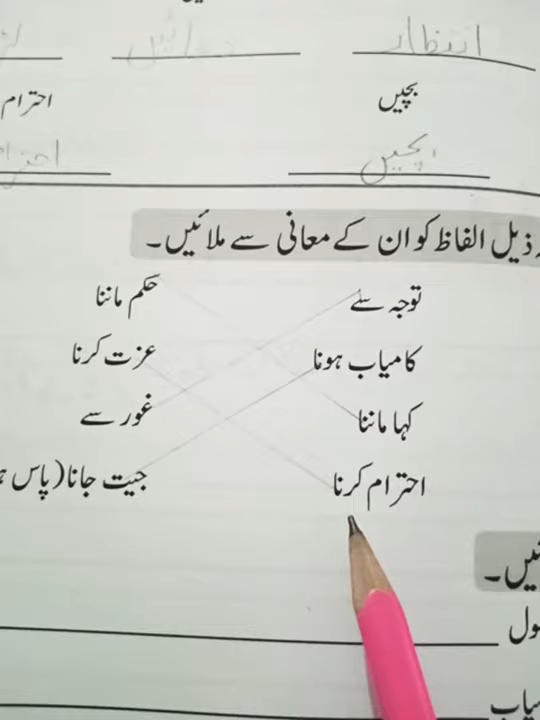 انتظار
بچیں احترام
بچیں
ذیل الفاظ کو ان کے معانی سے ملائیں۔
توجہ سے حکم ماننا
کامیاب ہونا عزت کرنا
کہا ماننا غور سے
احترام کرنا جیت جانا (پاس